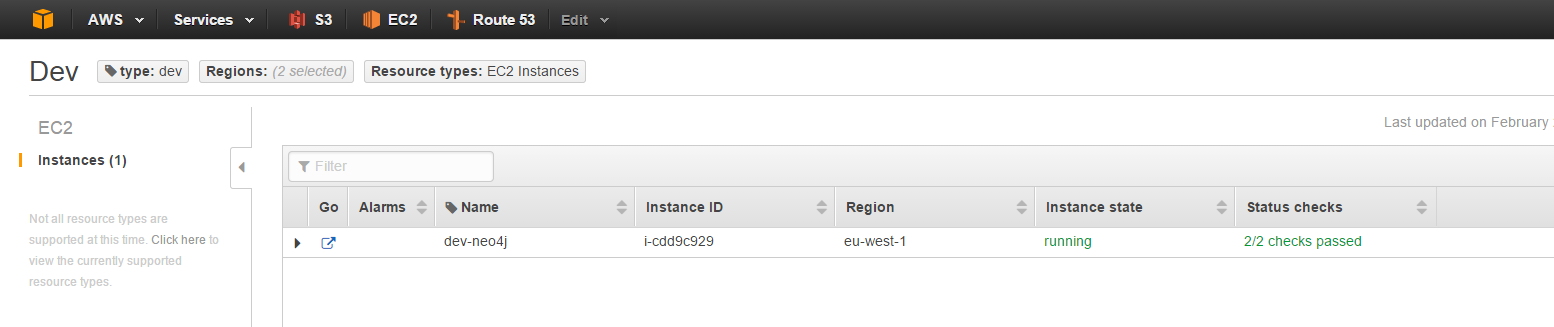 AWS Services S3 EC2 Route 53 Edit
Dev type: dev Regions: (2 selected) Resource types: EC2 Instances
Last updated on February
EC2
Instances (1)
Not all resource types are
supported at this time. Click here to
view the currently supported
resource types.
Filter
Go Alarms Name Instance ID Region Instance state Status checks
dev-neo4j i-cdd9c929 eu-west-1 running 2/2 checks passed